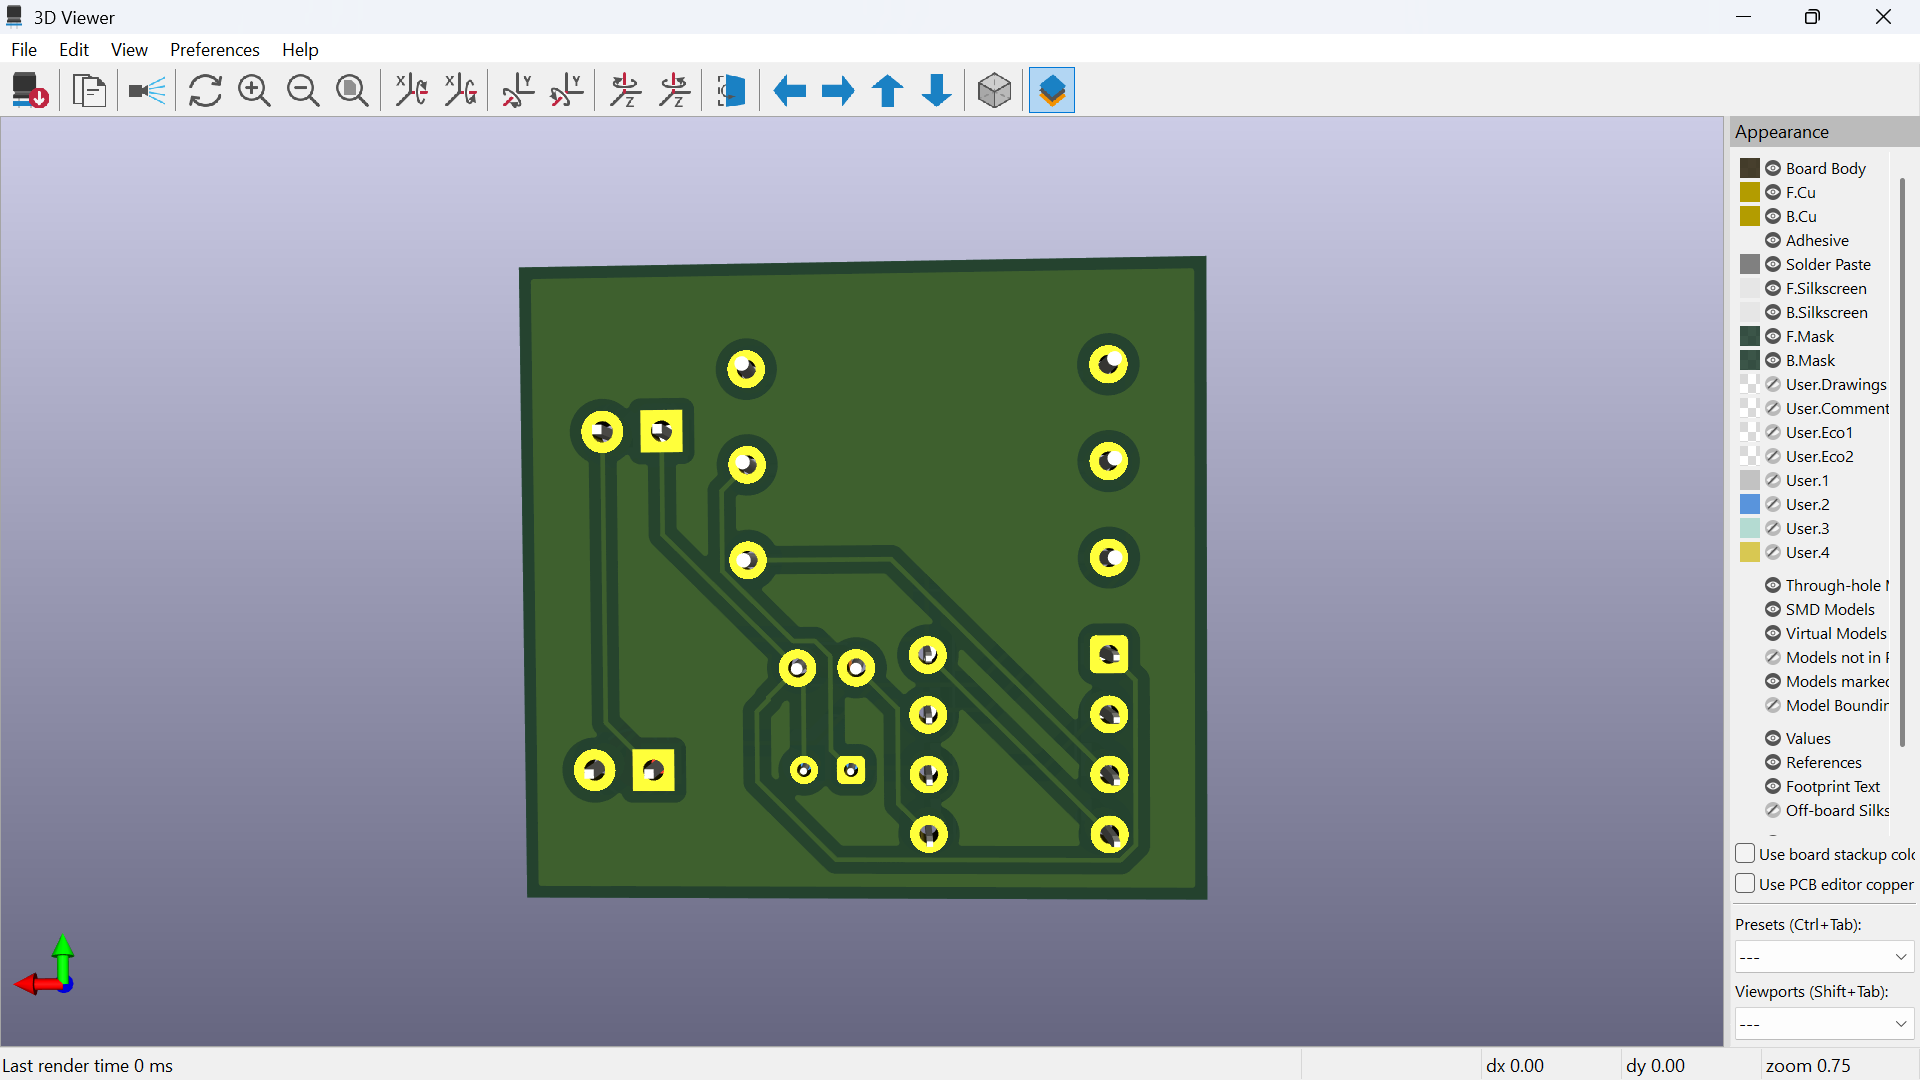 3D Viewer
File Edit View Preferences Help
X X Y Y Z Z
Appearance
Board Body
F.Cu
B.Cu
Adhesive
Solder Paste
F.Silkscreen
B.Silkscreen
F.Mask
B.Mask
User.Drawings
User.Comment
User.Eco1
User.Eco2
User.1
User.2
User.3
User.4
Through-hole
SMD Models
Virtual Models
Models not in
Models marked
Model Boundin
Values
References
Footprint Text
Off-board Silks
Use board stackup colo
Use PCB editor copper
Presets (Ctrl+Tab):
---
Viewports (Shift+Tab):
---
Last render time 0 ms
dx 0.00
dy 0.00
zoom 0.75